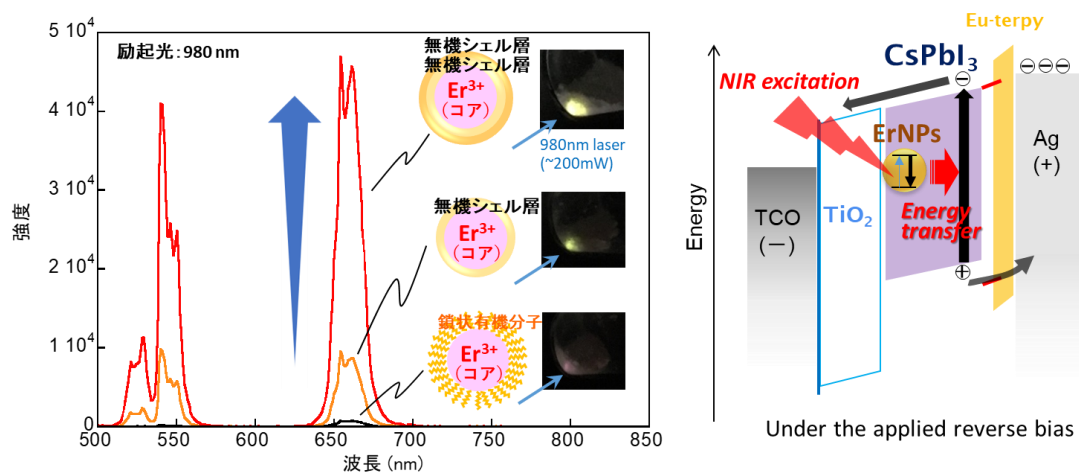 励起光：980 nm
強度
5 10⁴
4 10⁴
3 10⁴
2 10⁴
1 10⁴
0
500
550
600
650
700
750
800
850
波長 (nm)
無機シェル層
無機シェル層
Er³⁺
（コア）
980nm laser
(~200mW)
無機シェル層
Er³⁺
（コア）
鎖状有機分子
Er³⁺
（コア）
Energy
Eu-terpy
CsPbI₃
NIR excitation
ErNPs
Energy
transfer
TCO
(－)
TiO₂
Ag
(+)
－
－－－
＋
Under the applied reverse bias